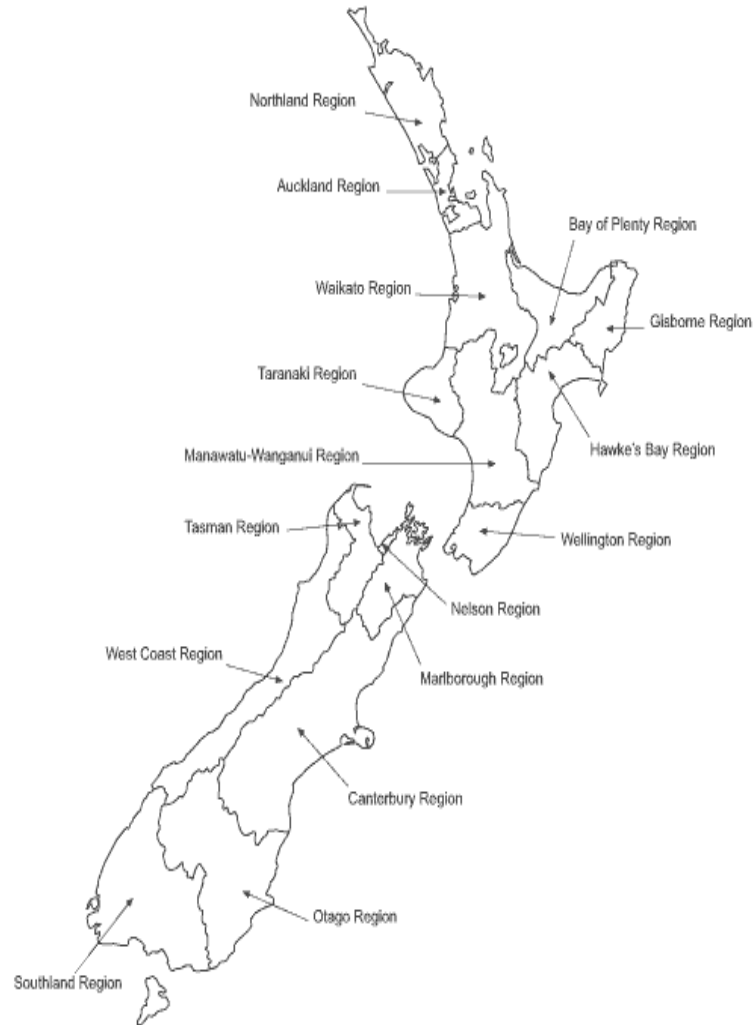 Northland Region
Auckland Region
Bay of Plenty Region
Waikato Region
Gisborne Region
Taranaki Region
Hawke's Bay Region
Manawatu-Wanganui Region
Tasman Region
Wellington Region
Nelson Region
West Coast Region
Marlborough Region
Canterbury Region
Otago Region
Southland Region